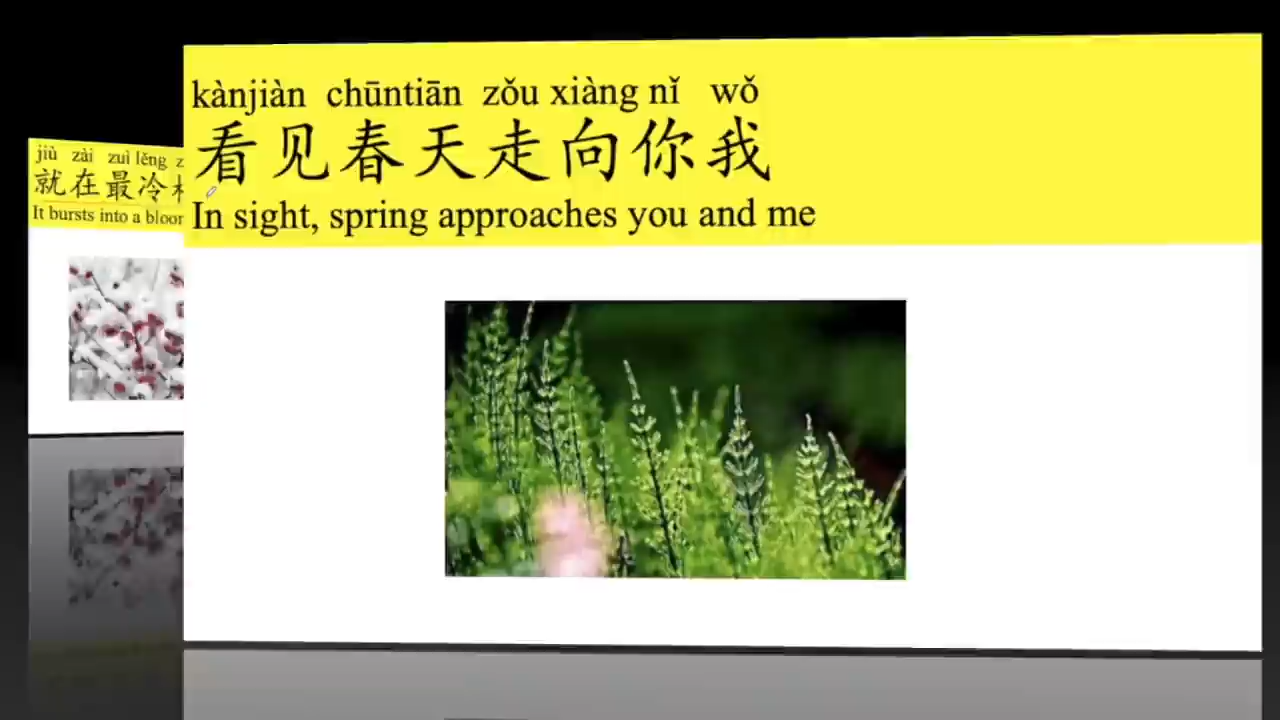 kànjiàn chūntiān zǒu xiàng nǐ wǒ
看见春天走向你我
In sight, spring approaches you and me
jiù zài zuì lěng
就在最冷
It bursts into a